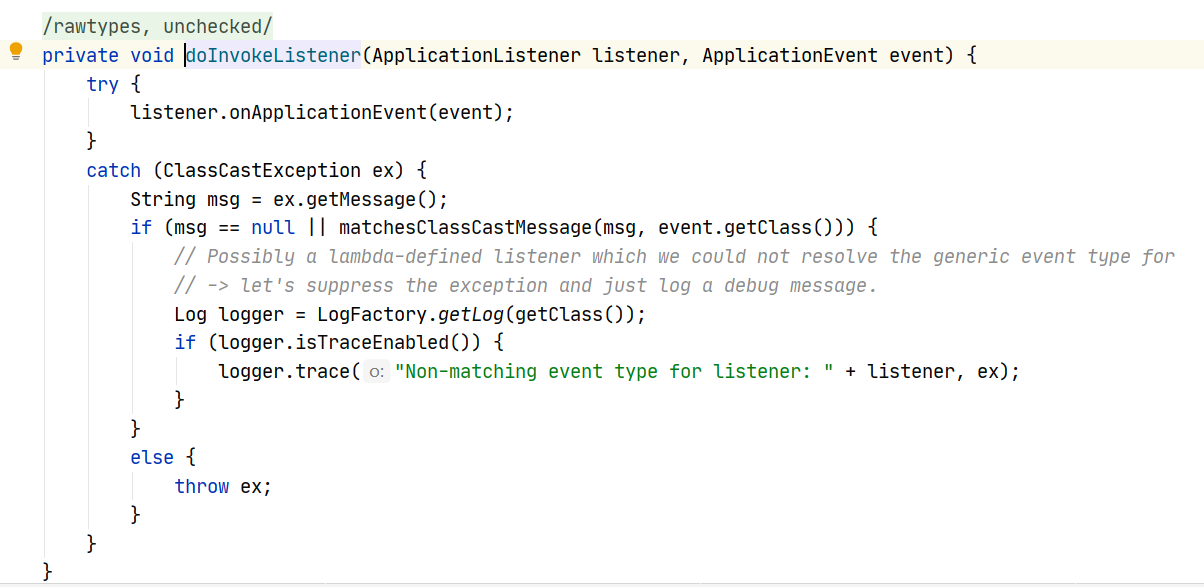 /rawtypes, unchecked/
private void doInvokeListener(ApplicationListener listener, ApplicationEvent event) {
    try {
        listener.onApplicationEvent(event);
    }
    catch (ClassCastException ex) {
        String msg = ex.getMessage();
        if (msg == null || matchesClassCastMessage(msg, event.getClass())) {
            // Possibly a lambda-defined listener which we could not resolve the generic event type for
            // -> let's suppress the exception and just log a debug message.
            Log logger = LogFactory.getLog(getClass());
            if (logger.isTraceEnabled()) {
                logger.trace( o: "Non-matching event type for listener: " + listener, ex);
            }
        }
        else {
            throw ex;
        }
    }
}